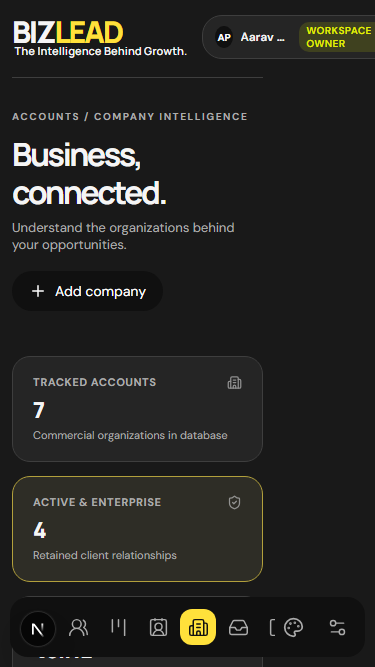 BIZLEAD
The Intelligence Behind Growth.
AP Aarav ... WORKSPACE OWNER
ACCOUNTS / COMPANY INTELLIGENCE
Business,
connected.
Understand the organizations behind
your opportunities.
+ Add company
TRACKED ACCOUNTS
7
Commercial organizations in database
ACTIVE & ENTERPRISE
4
Retained client relationships
N